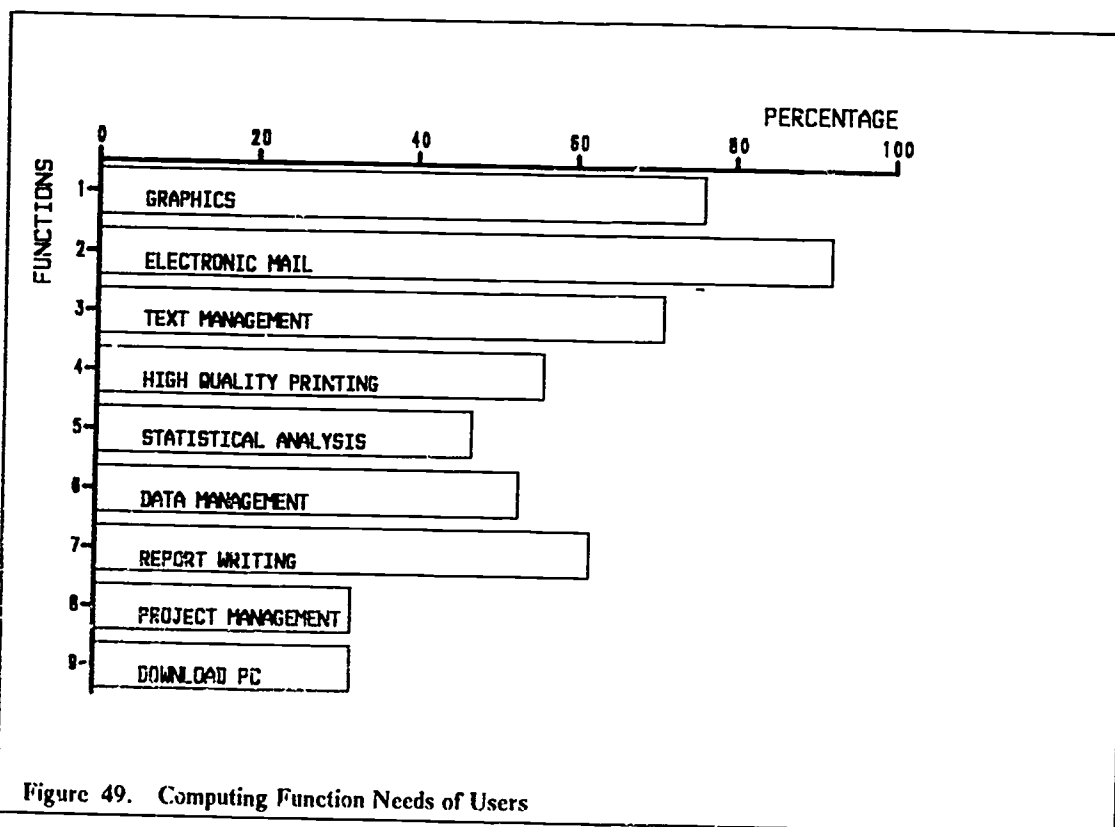 PERCENTAGE
0 20 40 60 80 100
FUNCTIONS
1 GRAPHICS
2 ELECTRONIC MAIL
3 TEXT MANAGEMENT
4 HIGH QUALITY PRINTING
5 STATISTICAL ANALYSIS
6 DATA MANAGEMENT
7 REPORT WRITING
8 PROJECT MANAGEMENT
9 DOWNLOAD PC
Figure 49. Computing Function Needs of Users